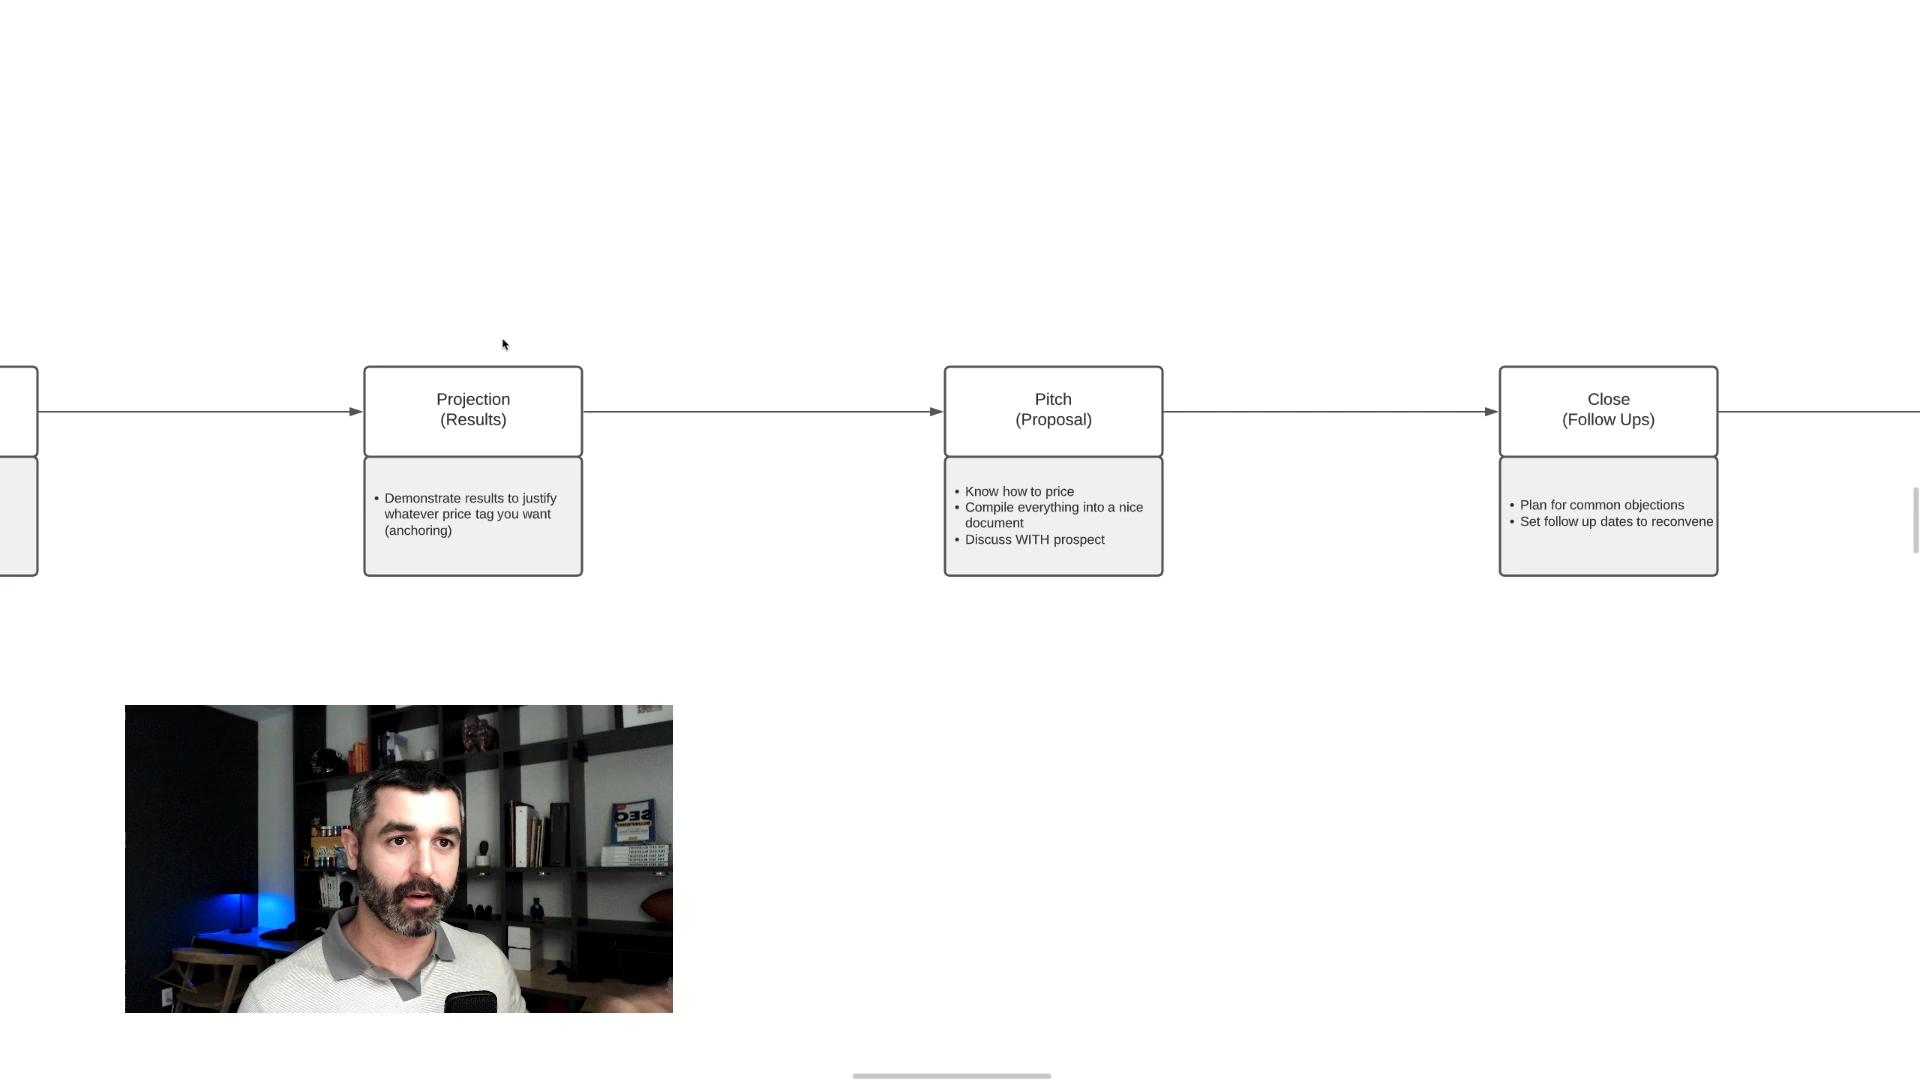 Projection
(Results)
• Demonstrate results to justify
whatever price tag you want
(anchoring)
Pitch
(Proposal)
• Know how to price
• Compile everything into a nice
document
• Discuss WITH prospect
Close
(Follow Ups)
• Plan for common objections
• Set follow up dates to reconvene
SEO
BLUEPRINT